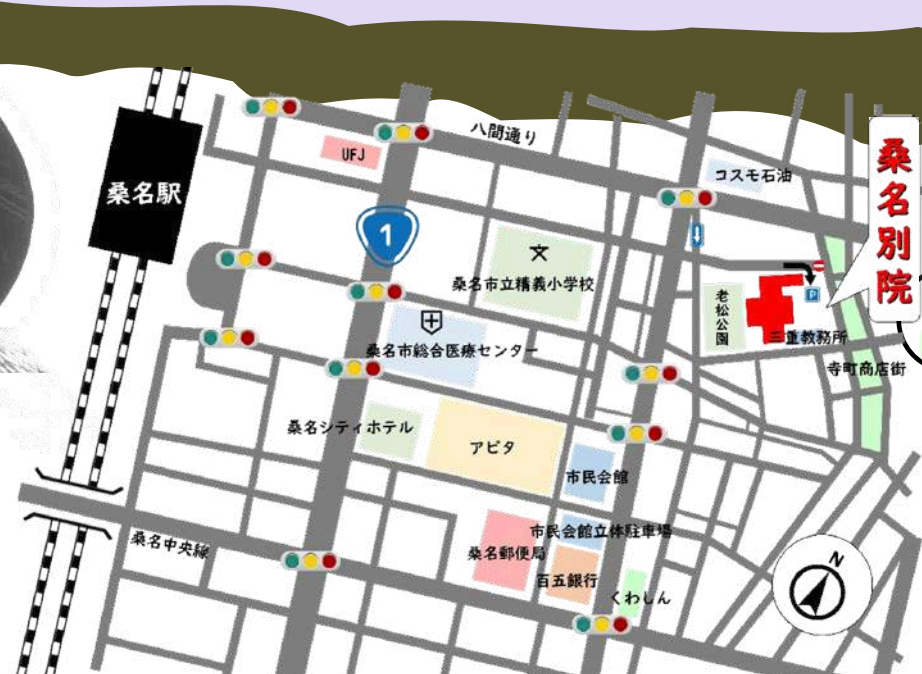 八間通り
UFJ
コスモ石油
桑名駅
桑名別院
1
桑名市立精義小学校
P
老松公園
三重教務所
桑名市総合医療センター
寺町商店街
桑名シティホテル
アピタ
市民会館
市民会館立体駐車場
桑名中央線
桑名郵便局
百五銀行
くわしん
N